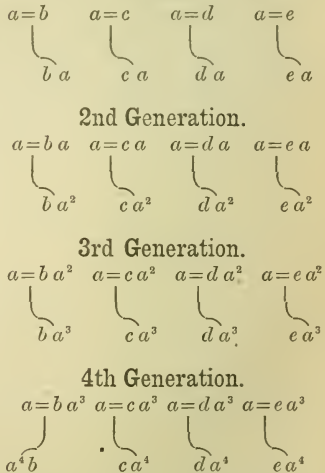 a=b a=c a=d a=e
b a c a d a e a
2nd Generation.
a=b a a=c a a=d a a=e a
b a² c a² d a² e a²
3rd Generation.
a=b a² a=c a² a=d a² a=e a²
b a³ c a³ d a³ e a³
4th Generation.
a=b a³ a=c a³ a=d a³ a=e a³
a⁴ b c a⁴ d a⁴ e a⁴